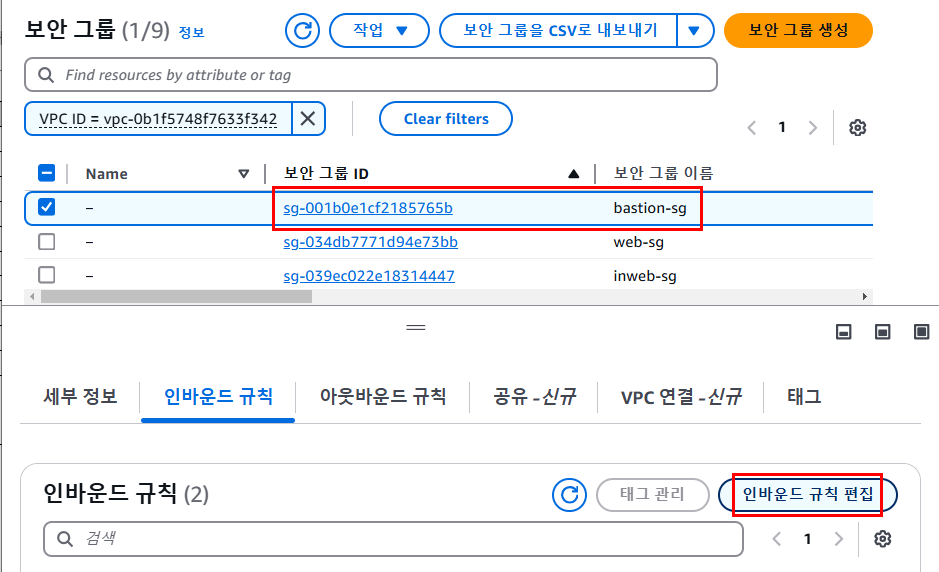 보안 그룹 (1/9) 정보 작업 보안 그룹을 CSV로 내보내기 보안 그룹 생성
Find resources by attribute or tag
VPC ID = vpc-0b1f5748f7633f342 Clear filters 1
Name 보안 그룹 ID 보안 그룹 이름
– sg-001b0e1cf2185765b bastion-sg
– sg-034db7771d94e73bb web-sg
– sg-039ec022e18314447 inweb-sg
세부 정보 인바운드 규칙 아웃바운드 규칙 공유 -신규 VPC 연결 -신규 태그
인바운드 규칙 (2) 태그 관리 인바운드 규칙 편집
검색 1